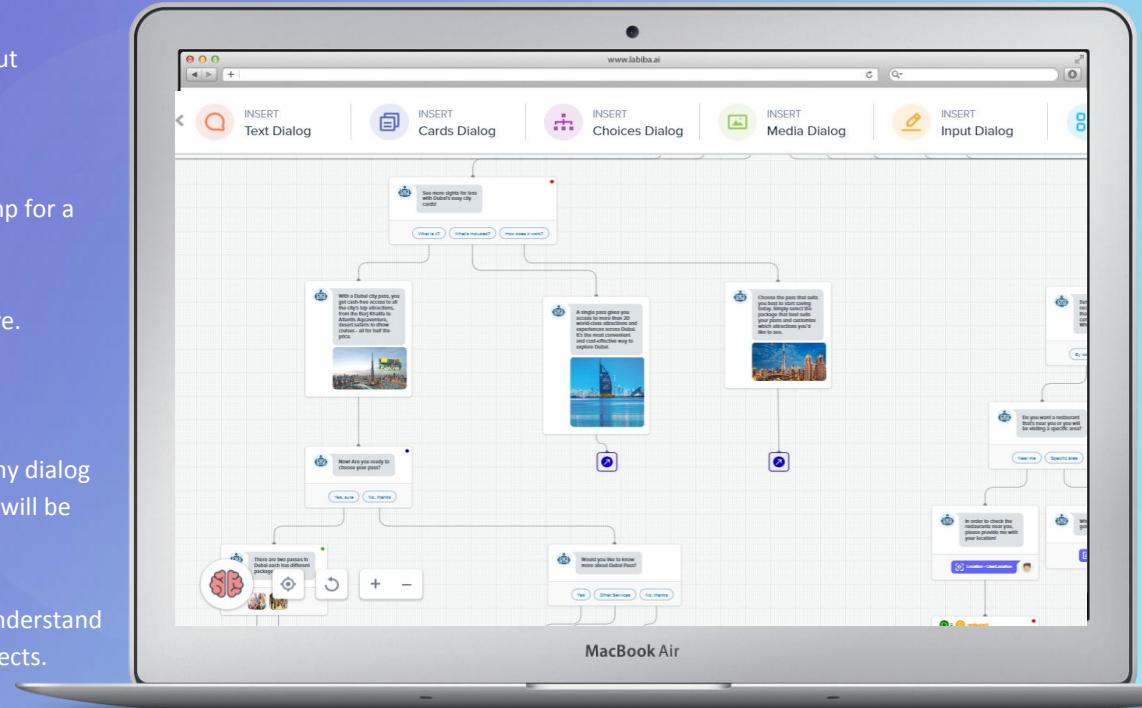 ut
np for a
re.
ny dialog
will be
nderstand
ects.
www.labiba.ai
INSERT
Text Dialog
INSERT
Cards Dialog
INSERT
Choices Dialog
INSERT
Media Dialog
INSERT
Input Dialog
See more sights for less
with Dubai's easy city
cards!
What is it?
What's included?
How does it work?
With a Dubai city pass, you
get cash-free access to all
the city's top attractions,
from the Burj Khalifa to
Atlantis Aquaventure,
desert safaris to dhow
cruises - all for half the
price.
A single pass gives you
access to more than 20
world-class attractions and
experiences across Dubai.
It's the most convenient
and cost-effective way to
explore Dubai.
Choose the pass that suits
you best to start saving
today. Simply select the
package that best suits
your plans and customise
which attractions you'd
like to see.
Do you want a restaurant
that's near you or you will
be visiting a specific area?
Near me
Specific area
Now! Are you ready to
choose your pass?
Yes, sure
No, thanks
In order to check the
restaurants near you,
please provide me with
your location!
Location - UserLocation
There are two passes in
Dubai each has different
package
Would you like to know
more about Dubai Pass?
Yes
Other Services
No, thanks
restaurant
MacBook Air